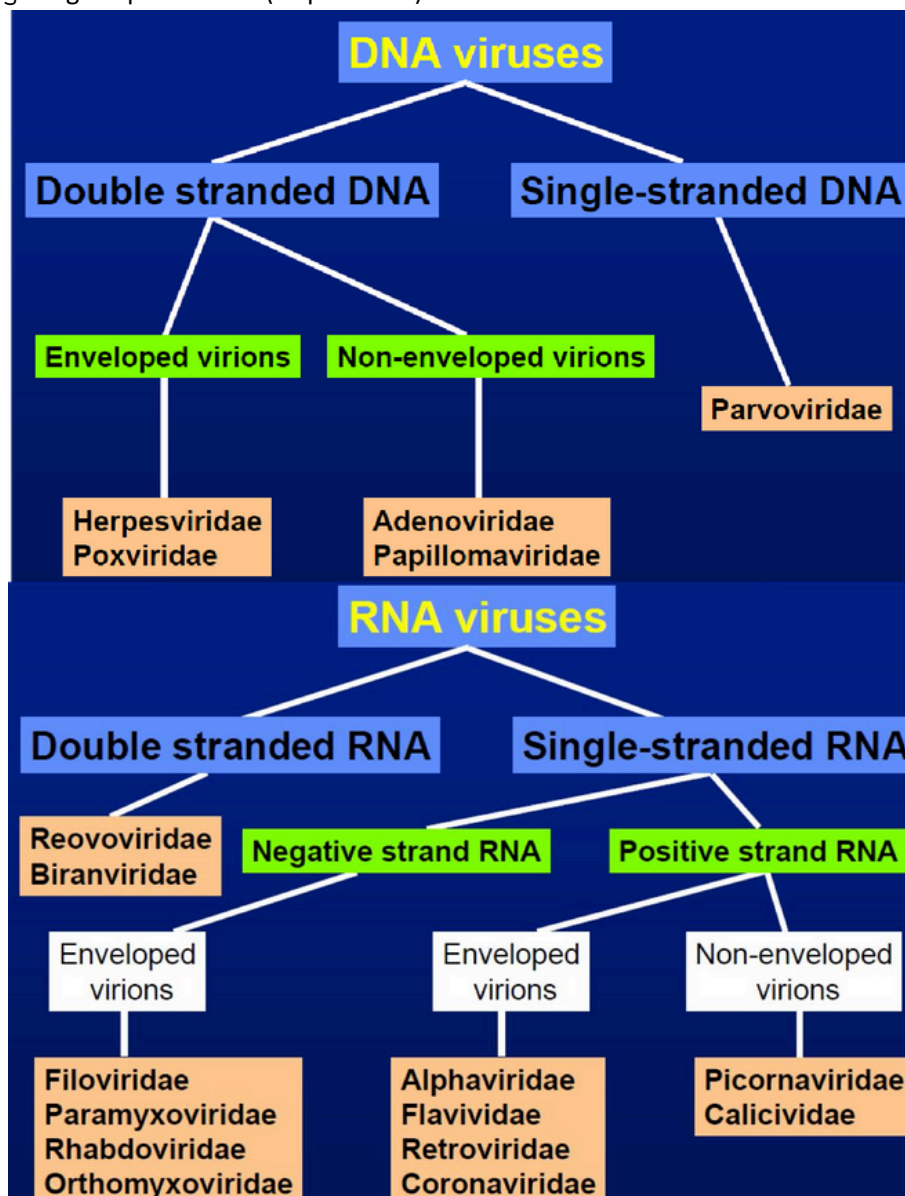 DNA viruses
Double stranded DNA
Single-stranded DNA
Enveloped virions
Non-enveloped virions
Parvoviridae
Herpesviridae
Poxviridae
Adenoviridae
Papillomaviridae
RNA viruses
Double stranded RNA
Single-stranded RNA
Reovoviridae
Biranviridae
Negative strand RNA
Positive strand RNA
Enveloped
virions
Enveloped
virions
Non-enveloped
virions
Filoviridae
Paramyxoviridae
Rhabdoviridae
Orthomyxoviridae
Alphaviridae
Flavividae
Retroviridae
Coronaviridae
Picornaviridae
Calicividae